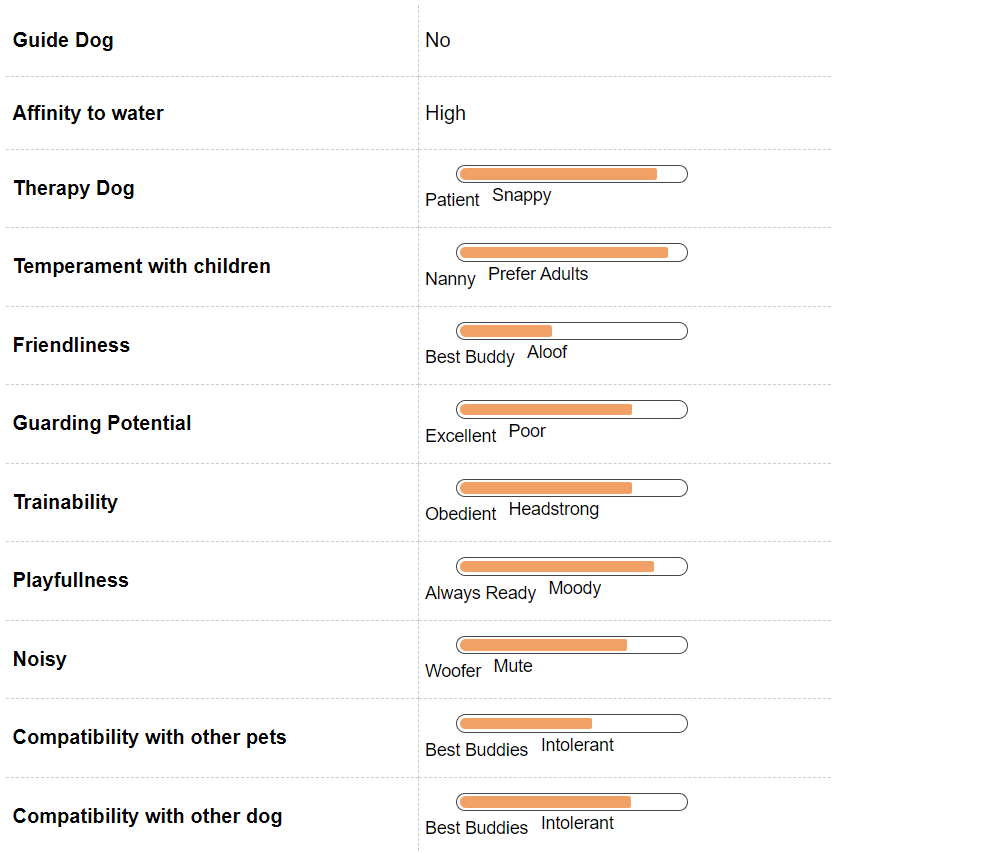 Guide Dog No
Affinity to water High
Therapy Dog Patient Snappy
Temperament with children Nanny Prefer Adults
Friendliness Best Buddy Aloof
Guarding Potential Excellent Poor
Trainability Obedient Headstrong
Playfullness Always Ready Moody
Noisy Woofer Mute
Compatibility with other pets Best Buddies Intolerant
Compatibility with other dog Best Buddies Intolerant